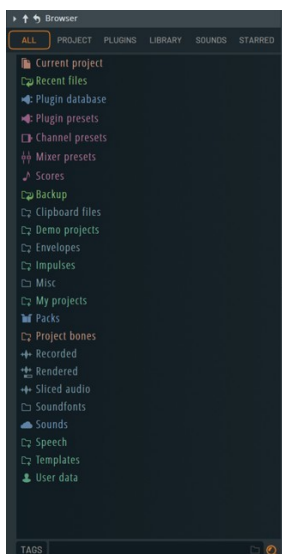 Browser
ALL PROJECT PLUGINS LIBRARY SOUNDS STARRED
Current project
Recent files
Plugin database
Plugin presets
Channel presets
Mixer presets
Scores
Backup
Clipboard files
Demo projects
Envelopes
Impulses
Misc
My projects
Packs
Project bones
Recorded
Rendered
Sliced audio
Soundfonts
Sounds
Speech
Templates
User data
TAGS